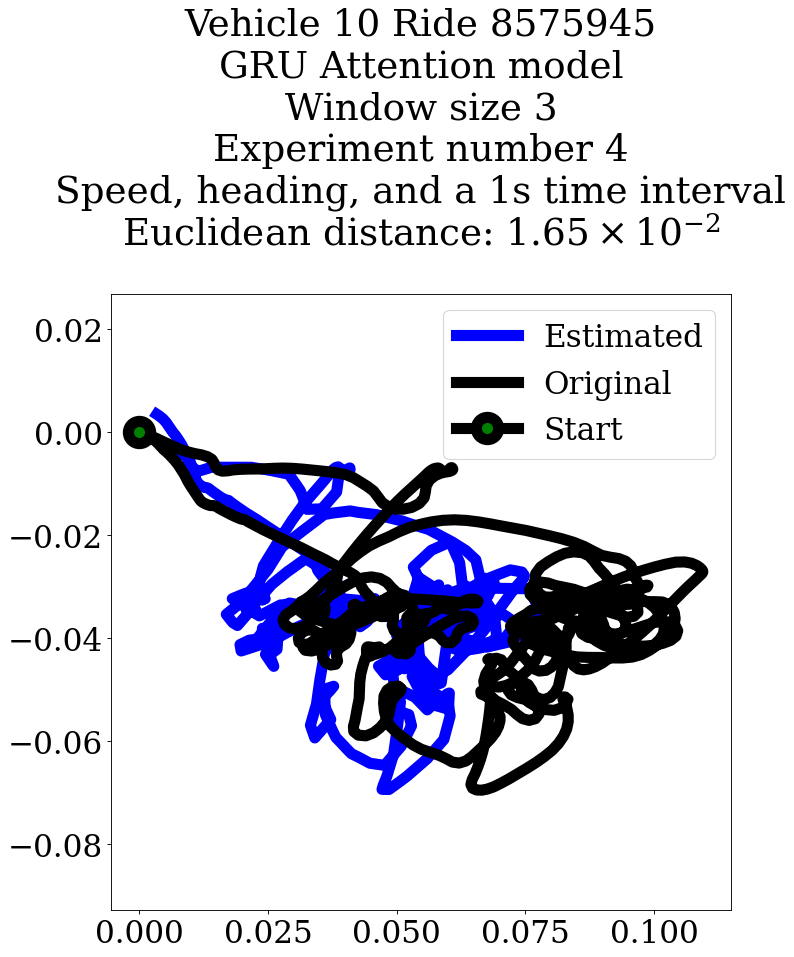 Vehicle 10 Ride 8575945
GRU Attention model
Window size 3
Experiment number 4
Speed, heading, and a 1s time interval
Euclidean distance: 1.65 × 10⁻²
Estimated
Original
Start
0.02
0.00
−0.02
−0.04
−0.06
−0.08
0.000 0.025 0.050 0.075 0.100